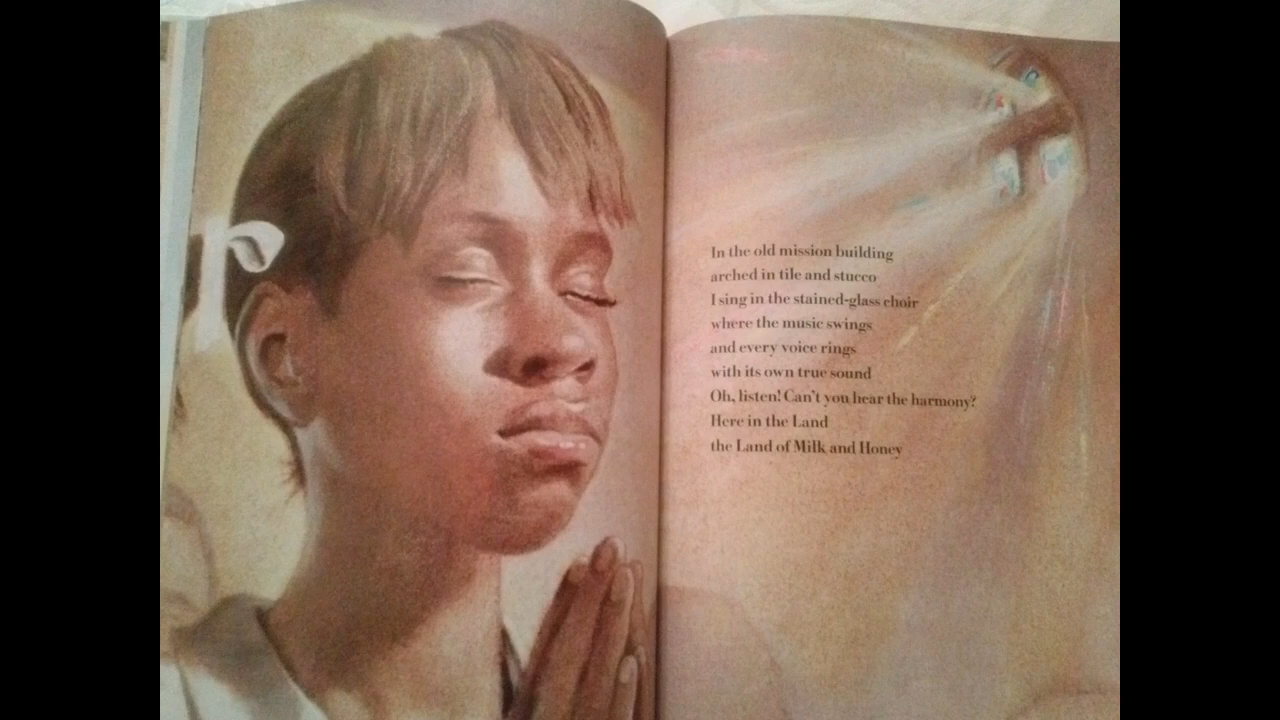 In the old mission building
arched in tile and stucco
I sing in the stained-glass choir
where the music swings
and every voice rings
with its own true sound
Oh, listen! Can't you hear the harmony?
Here in the Land
the Land of Milk and Honey